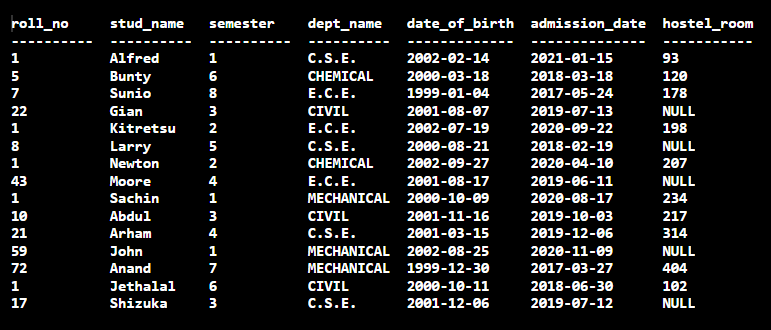 roll_no     stud_name   semester    dept_name   date_of_birth  admission_date  hostel_room
----------  ----------  ----------  ----------  -------------  --------------  -----------
1           Alfred      1           C.S.E.      2002-02-14     2021-01-15      93
5           Bunty       6           CHEMICAL    2000-03-18     2018-03-18      120
7           Sunio       8           E.C.E.      1999-01-04     2017-05-24      178
22          Gian        3           CIVIL       2001-08-07     2019-07-13      NULL
1           Kitretsu    2           E.C.E.      2002-07-19     2020-09-22      198
8           Larry       5           C.S.E.      2000-08-21     2018-02-19      NULL
1           Newton      2           CHEMICAL    2002-09-27     2020-04-10      207
43          Moore       4           E.C.E.      2001-08-17     2019-06-11      NULL
1           Sachin      1           MECHANICAL  2000-10-09     2020-08-17      234
10          Abdul       3           CIVIL       2001-11-16     2019-10-03      217
21          Arham       4           C.S.E.      2001-03-15     2019-12-06      314
59          John        1           MECHANICAL  2002-08-25     2020-11-09      NULL
72          Anand       7           MECHANICAL  1999-12-30     2017-03-27      404
1           Jethalal    6           CIVIL       2000-10-11     2018-06-30      102
17          Shizuka     3           C.S.E.      2001-12-06     2019-07-12      NULL